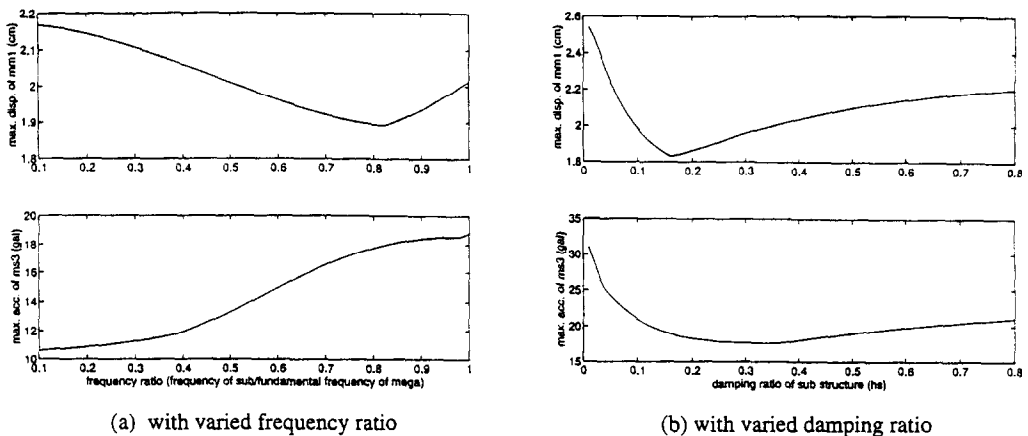 2.2
2.1
2
1.9
1.8
max. disp. of mm1 (cm)
0.1 0.2 0.3 0.4 0.5 0.6 0.7 0.8 0.9 1
20
18
16
14
12
10
max. acc. of ms3 (gal)
0.1 0.2 0.3 0.4 0.5 0.6 0.7 0.8 0.9 1
frequency ratio (frequency of sub/fundamental frequency of mega)
(a) with varied frequency ratio
2.6
2.4
2.2
2
1.8
max. disp. of mm1 (cm)
0 0.1 0.2 0.3 0.4 0.5 0.6 0.7 0.8
35
30
25
20
15
max. acc. of ms3 (gal)
0 0.1 0.2 0.3 0.4 0.5 0.6 0.7 0.8
damping ratio of sub structure (hs)
(b) with varied damping ratio